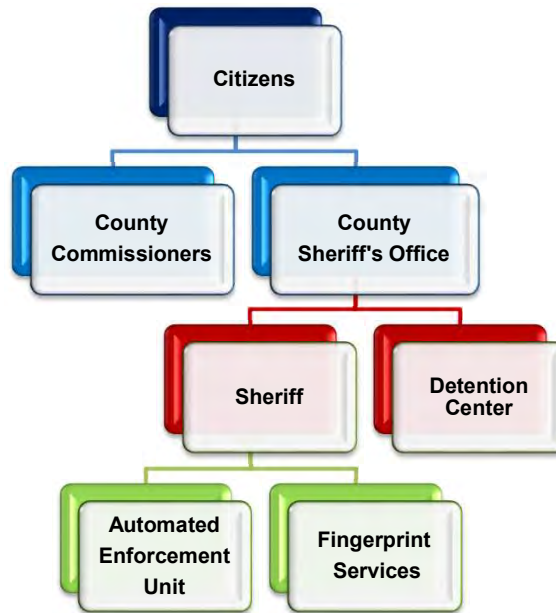 Citizens
County
Commissioners
County
Sheriff's Office
Sheriff
Detention
Center
Automated
Enforcement
Unit
Fingerprint
Services